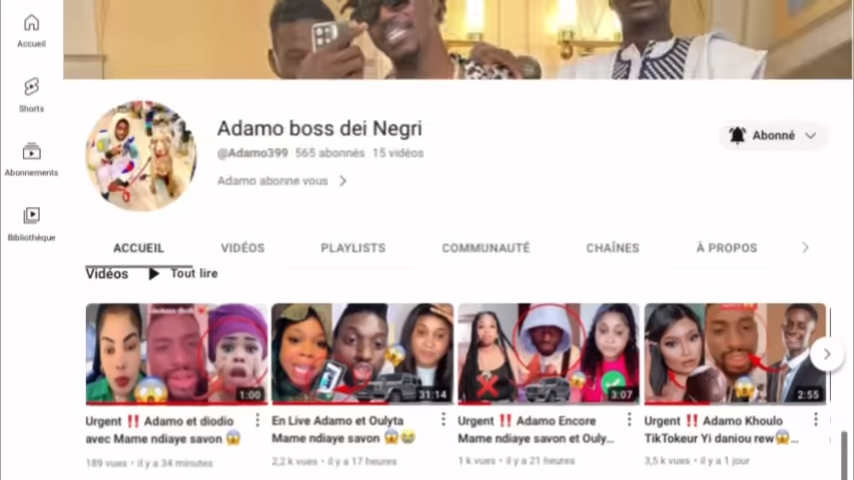 Accueil
Shorts
Abonnements
Bibliothèque
Adamo boss dei Negri
@Adamo399 565 abonnés 15 vidéos
Adamo abonne vous
Abonné
ACCUEIL VIDÉOS PLAYLISTS COMMUNAUTÉ CHAÎNES À PROPOS
Vidéos Tout lire
1:00
31:14
3:07
2:55
Urgent ‼️ Adamo et diodio
avec Mame ndiaye savon 😱
189 vues • il y a 34 minutes
En Live Adamo et Oulyta
Mame ndiaye savon 😱😭
2,2 k vues • il y a 17 heures
Urgent ‼️ Adamo Encore
Mame ndiaye savon et Ouly...
1 k vues • il y a 21 heures
Urgent ‼️ Adamo Khoulo
TikTokeur Yi daniou rew😱...
3,5 k vues • il y a 1 jour